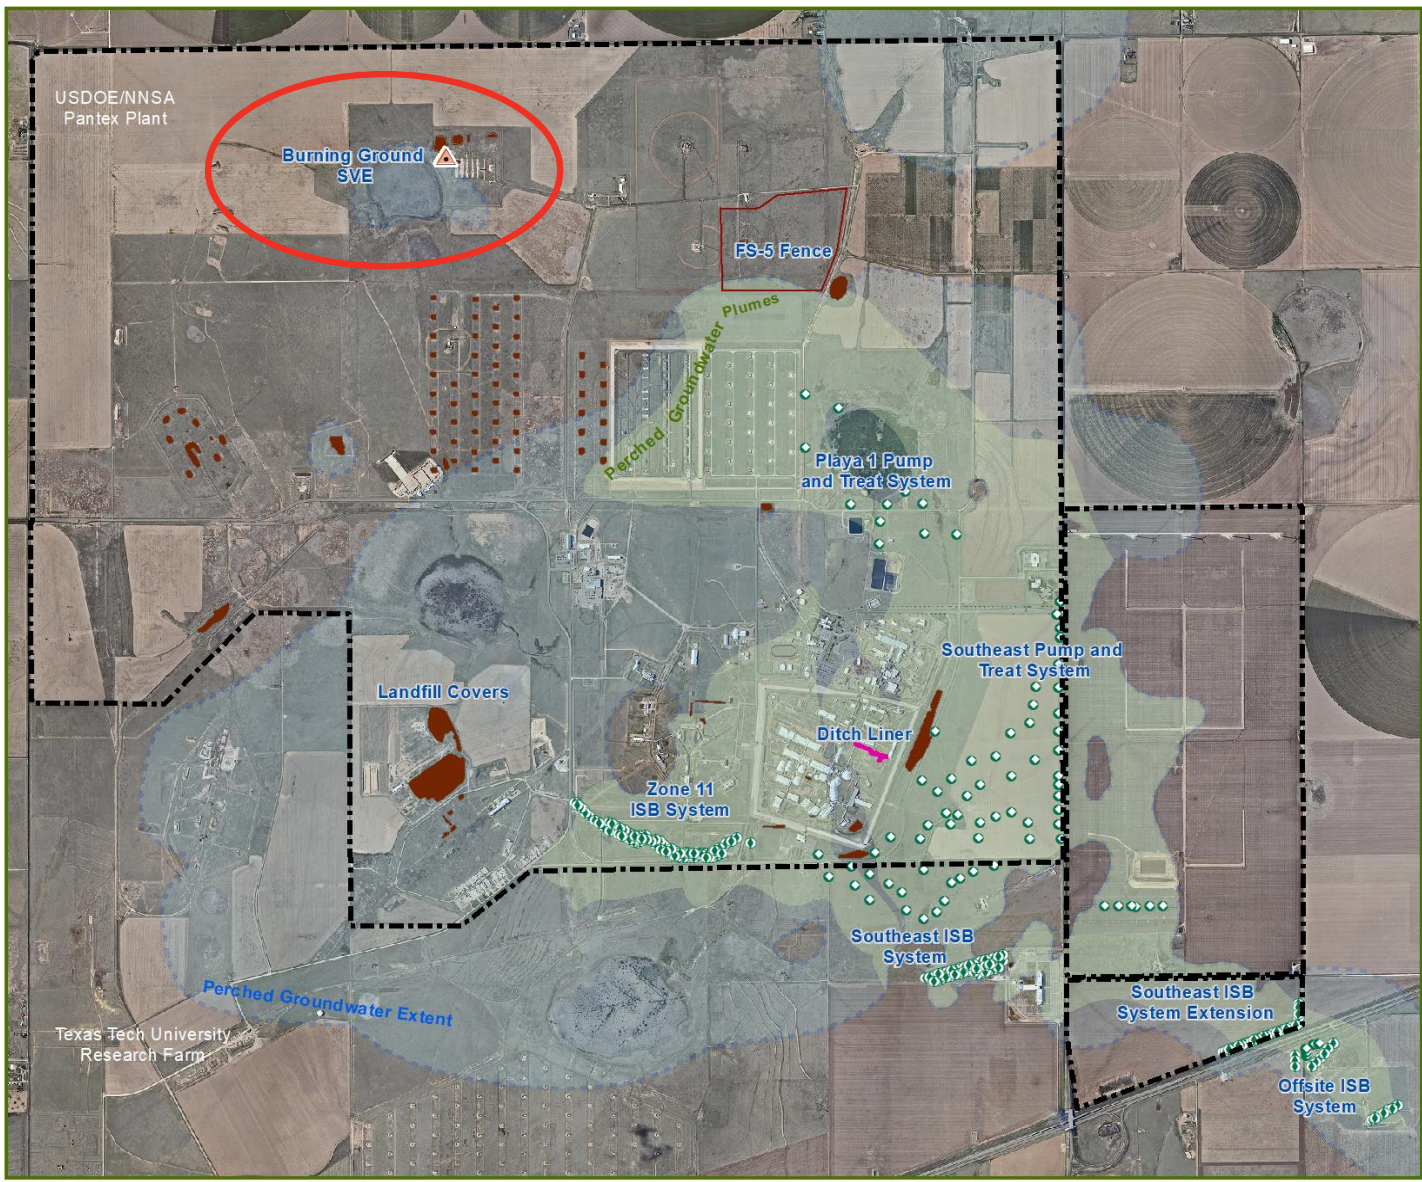 USDOE/NNSA
Pantex Plant
Burning Ground
SVE
FS-5 Fence
Perched Groundwater Plumes
Playa 1 Pump
and Treat System
Southeast Pump and
Treat System
Landfill Covers
Ditch Liner
Zone 11
ISB System
Southeast ISB
System
Perched Groundwater Extent
Southeast ISB
System Extension
Texas Tech University
Research Farm
Offsite ISB
System